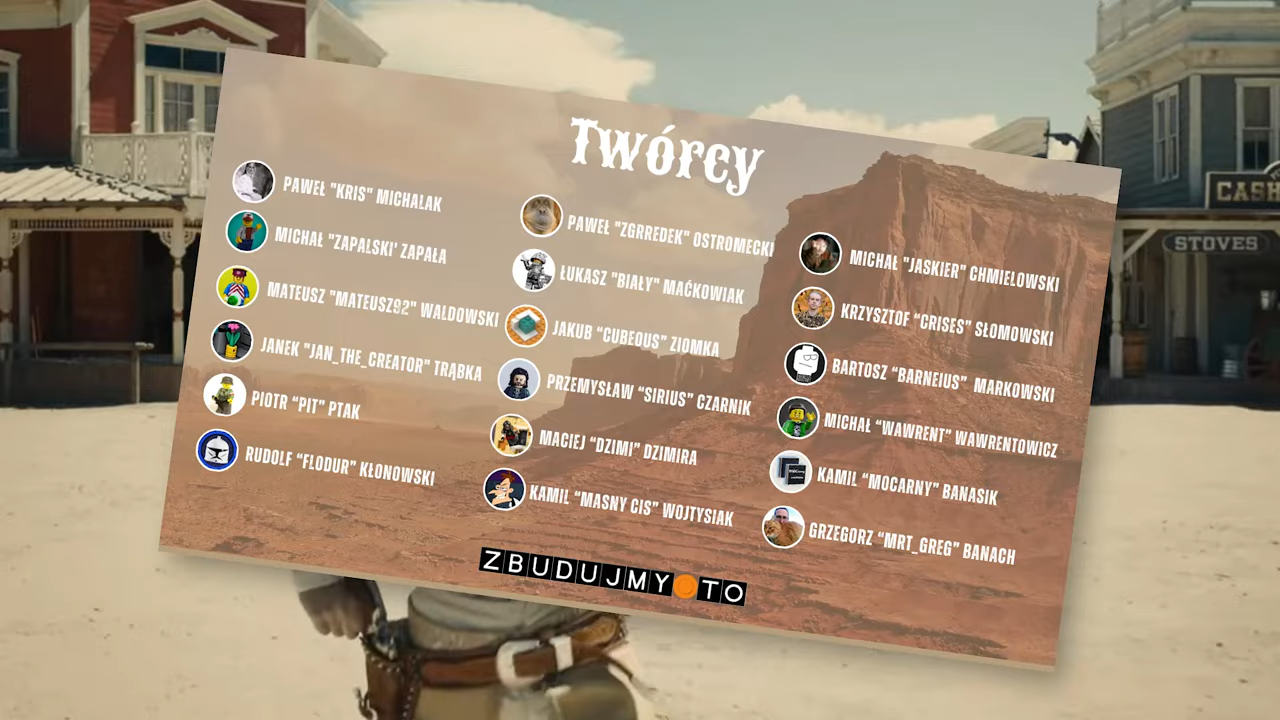 Twórcy
PAWEŁ "KRIS" MICHALAK
MICHAŁ "ZAPALSKI' ZAPAŁA
MATEUSZ "MATEUSZ92" WALDOWSKI
JANEK "JAN_THE_CREATOR" TRĄBKA
PIOTR “PIT” PTAK
RUDOLF “FLODUR” KŁONOWSKI
PAWEŁ "ZGRREDEK" OSTROMECKI
ŁUKASZ "BIAŁY" MAĆKOWIAK
JAKUB “CUBEOUS” ZIOMKA
PRZEMYSŁAW “SIRIUS” CZARNIK
MACIEJ “DZIMI” DZIMIRA
KAMIL “MASNY CIS” WOJTYSIAK
MICHAŁ "JASKIER" CHMIELOWSKI
KRZYSZTOF “CRISES” SŁOMOWSKI
BARTOSZ “BARNEIUS” MARKOWSKI
MICHAŁ “WAWRENT” WAWRENTOWICZ
KAMIL “MOCARNY” BANASIK
GRZEGORZ “MRT_GREG” BANACH
ZBUDUJMY TO
CASH
STOVES